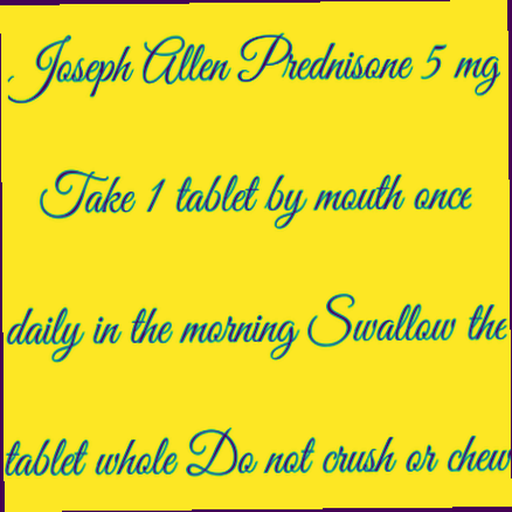 Joseph Allen Prednisone 5 mg
Take 1 tablet by mouth once
daily in the morning Swallow the
tablet whole Do not crush or chew